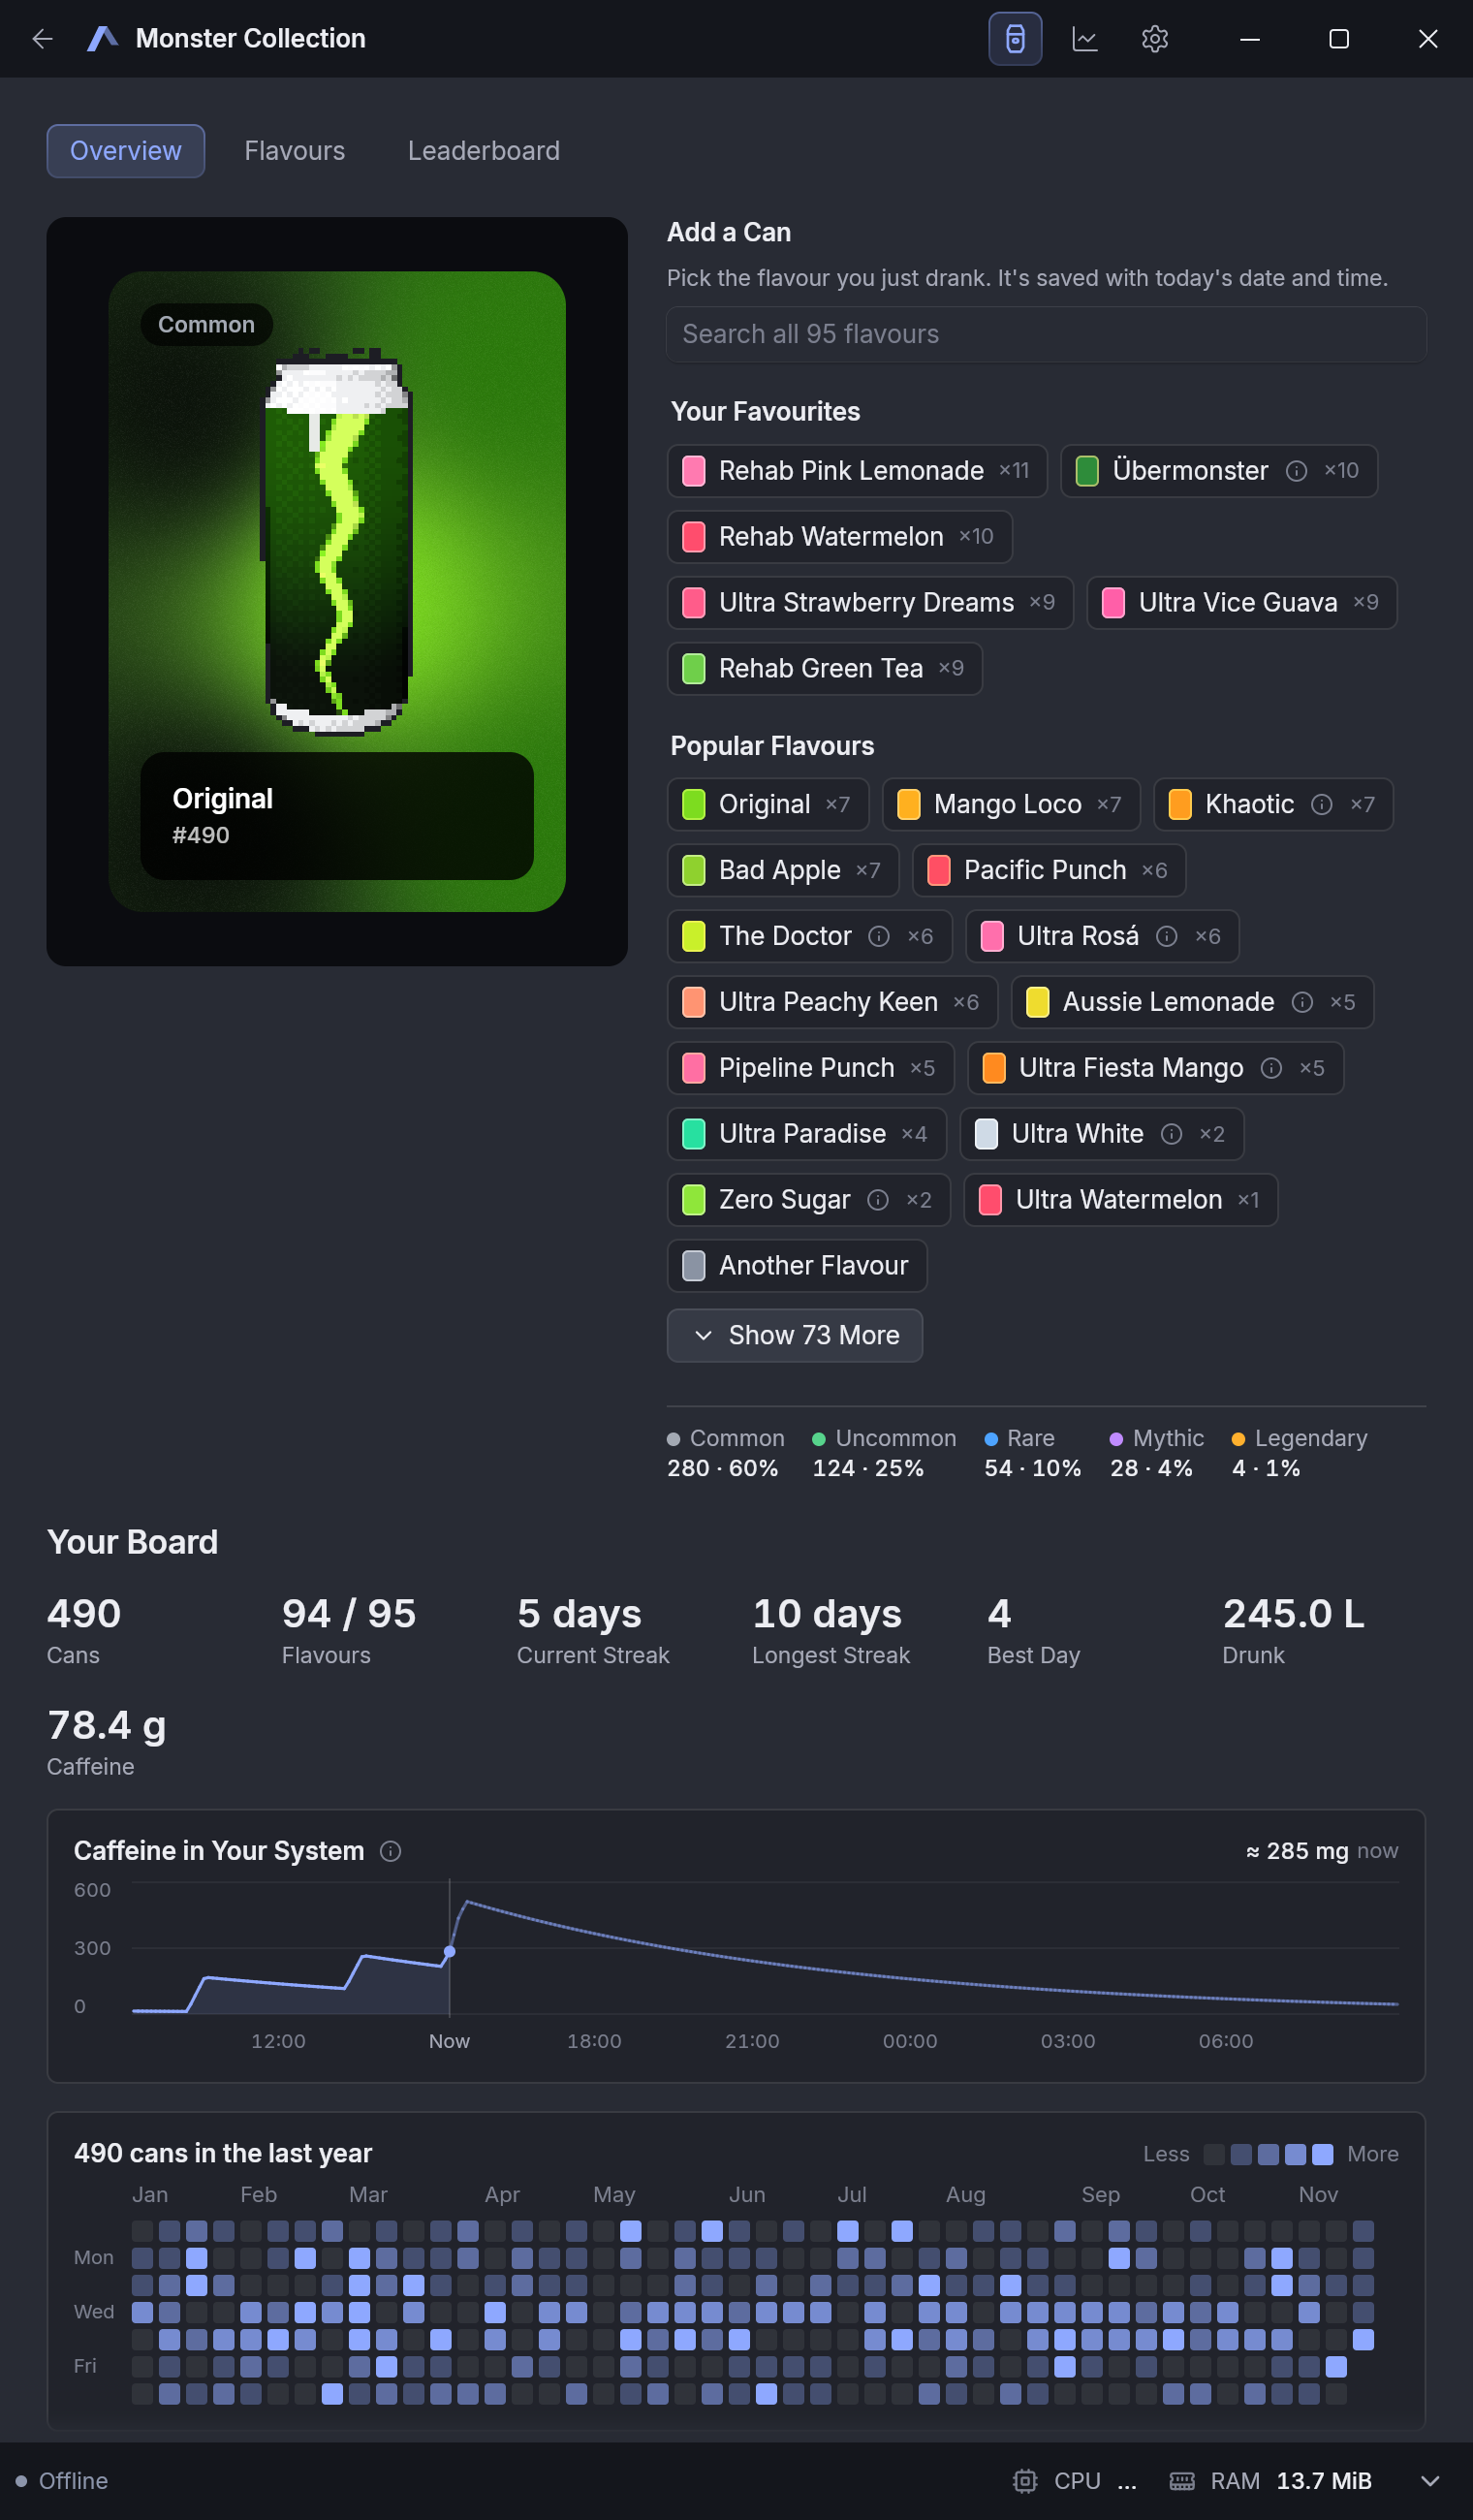 Monster Collection
Overview Flavours Leaderboard
Common
Original
#490
Add a Can
Pick the flavour you just drank. It's saved with today's date and time.
Search all 95 flavours
Your Favourites
Rehab Pink Lemonade ×11 Übermonster ×10
Rehab Watermelon ×10
Ultra Strawberry Dreams ×9 Ultra Vice Guava ×9
Rehab Green Tea ×9
Popular Flavours
Original ×7 Mango Loco ×7 Khaotic ×7
Bad Apple ×7 Pacific Punch ×6
The Doctor ×6 Ultra Rosá ×6
Ultra Peachy Keen ×6 Aussie Lemonade ×5
Pipeline Punch ×5 Ultra Fiesta Mango ×5
Ultra Paradise ×4 Ultra White ×2
Zero Sugar ×2 Ultra Watermelon ×1
Another Flavour
Show 73 More
Common Uncommon Rare Mythic Legendary
280 · 60% 124 · 25% 54 · 10% 28 · 4% 4 · 1%
Your Board
490 94 / 95 5 days 10 days 4 245.0 L
Cans Flavours Current Streak Longest Streak Best Day Drunk
78.4 g
Caffeine
Caffeine in Your System ≈ 285 mg now
600
300
0
12:00 Now 18:00 21:00 00:00 03:00 06:00
490 cans in the last year Less More
Jan Feb Mar Apr May Jun Jul Aug Sep Oct Nov
Mon
Wed
Fri
Offline CPU ... RAM 13.7 MiB